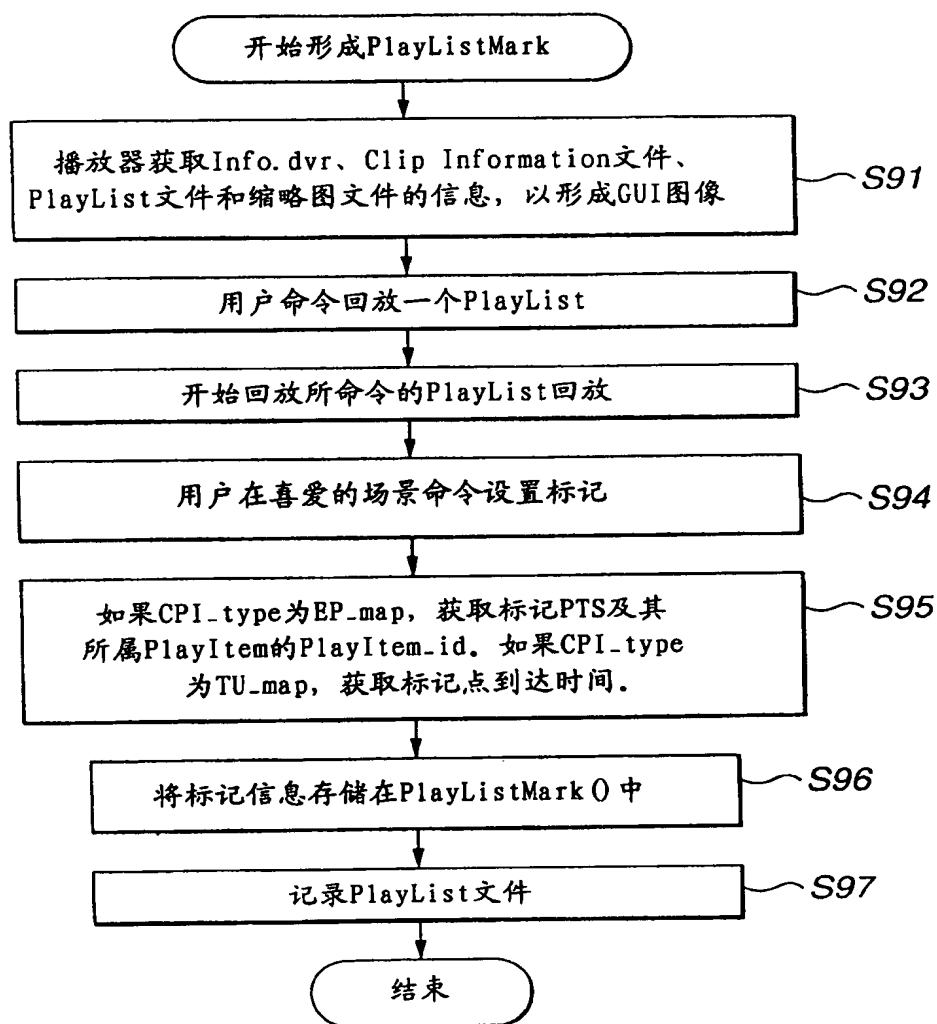 开始形成PlayListMark
播放器获取Info.dvr、Clip Information文件、
PlayList文件和缩略图文件的信息，以形成GUI图像
S91
用户命令回放一个PlayList
S92
开始回放所命令的PlayList回放
S93
用户在喜爱的场景命令设置标记
S94
如果CPI_type为EP_map，获取标记PTS及其
所属PlayItem的PlayItem_id。如果CPI_type
为TU_map，获取标记点到达时间。
S95
将标记信息存储在PlayListMark()中
S96
记录PlayList文件
S97
结束